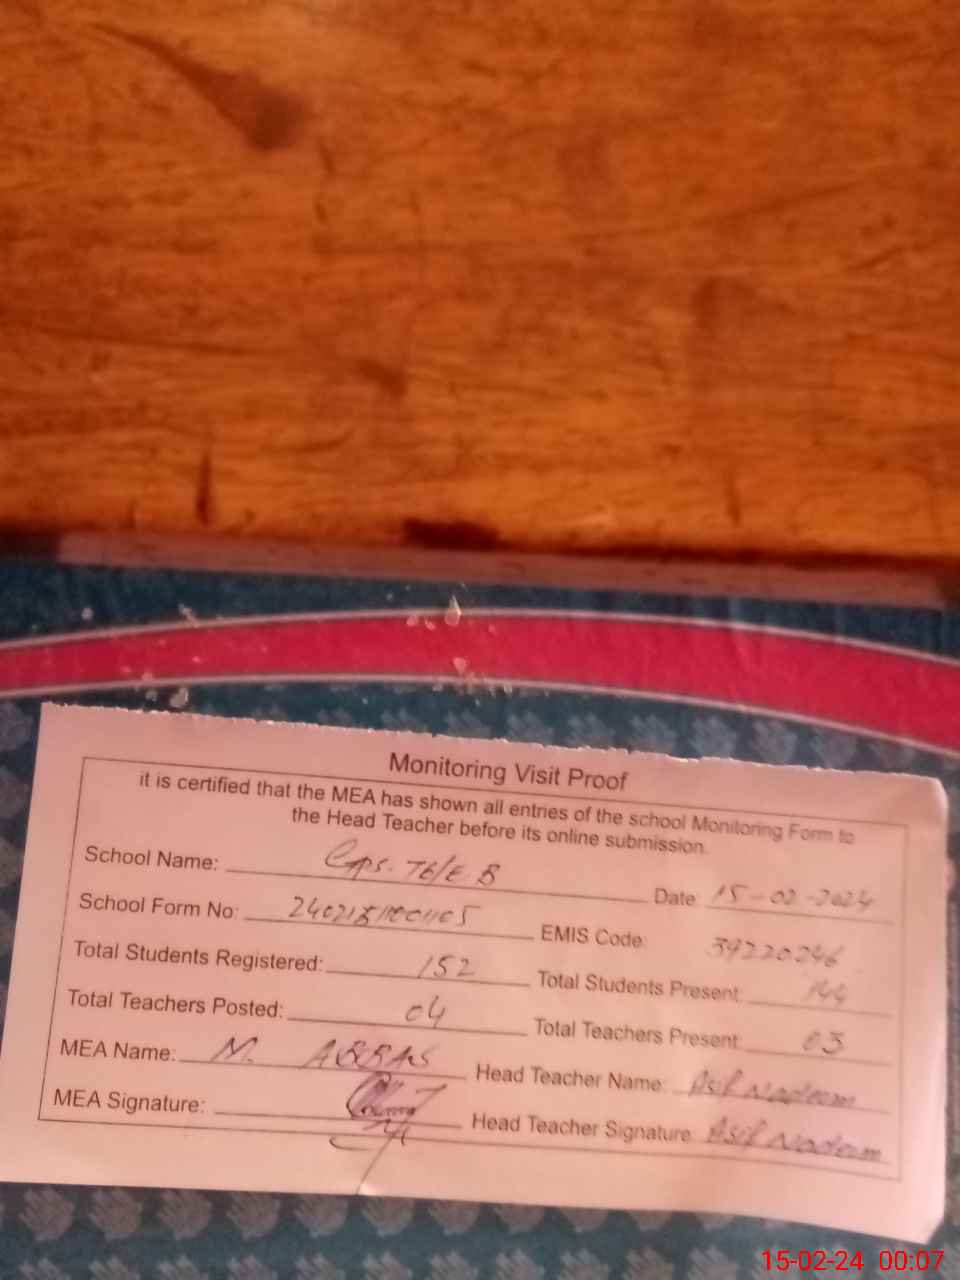 Monitoring Visit Proof
it is certified that the MEA has shown all entries of the school Monitoring Form to
the Head Teacher before its online submission.
School Name: Gps. 76/E.B Date: 15-02-2024
School Form No: EMIS Code: 39220246
Total Students Registered: 152 Total Students Present: 144
Total Teachers Posted: 04 Total Teachers Present: 03
MEA Name: M. ABBAS Head Teacher Name: Asif Nadeem
MEA Signature: Head Teacher Signature: Asif Nadeem
15-02-24 00:07